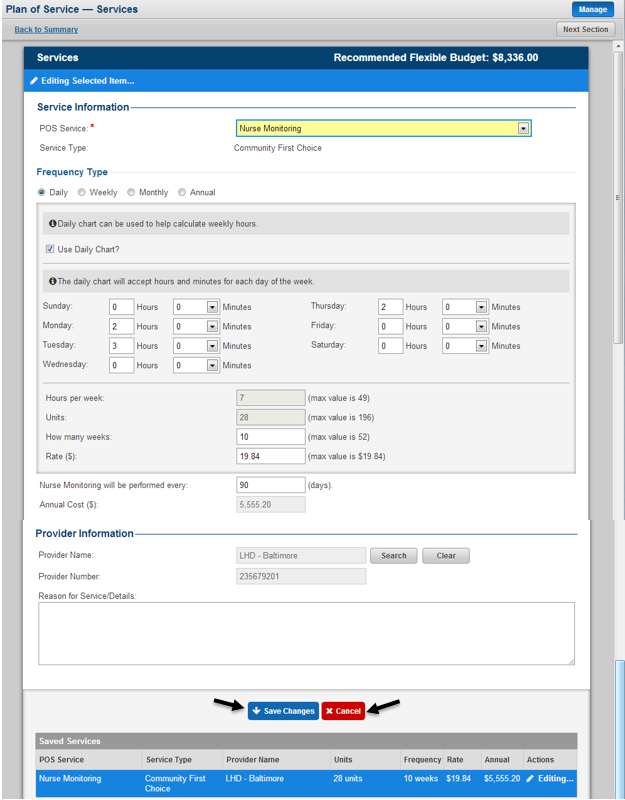 Plan of Service — Services
Manage
Back to Summary
Next Section
Services
Recommended Flexible Budget: $8,336.00
Editing Selected Item...
Service Information
POS Service: *
Nurse Monitoring
Service Type:
Community First Choice
Frequency Type
Daily Weekly Monthly Annual
Daily chart can be used to help calculate weekly hours.
Use Daily Chart?
The daily chart will accept hours and minutes for each day of the week.
Sunday: 0 Hours 0 Minutes Thursday: 2 Hours 0 Minutes
Monday: 2 Hours 0 Minutes Friday: 0 Hours 0 Minutes
Tuesday: 3 Hours 0 Minutes Saturday: 0 Hours 0 Minutes
Wednesday: 0 Hours 0 Minutes
Hours per week: 7 (max value is 49)
Units: 28 (max value is 196)
How many weeks: 10 (max value is 52)
Rate ($): 19.84 (max value is $19.84)
Nurse Monitoring will be performed every: 90 (days).
Annual Cost ($): 5,555.20
Provider Information
Provider Name: LHD - Baltimore Search Clear
Provider Number: 235679201
Reason for Service/Details:
Save Changes Cancel
Saved Services
POS Service Service Type Provider Name Units Frequency Rate Annual Actions
Nurse Monitoring Community First LHD - Baltimore 28 units 10 weeks $19.84 $5,555.20 Editing...
Choice